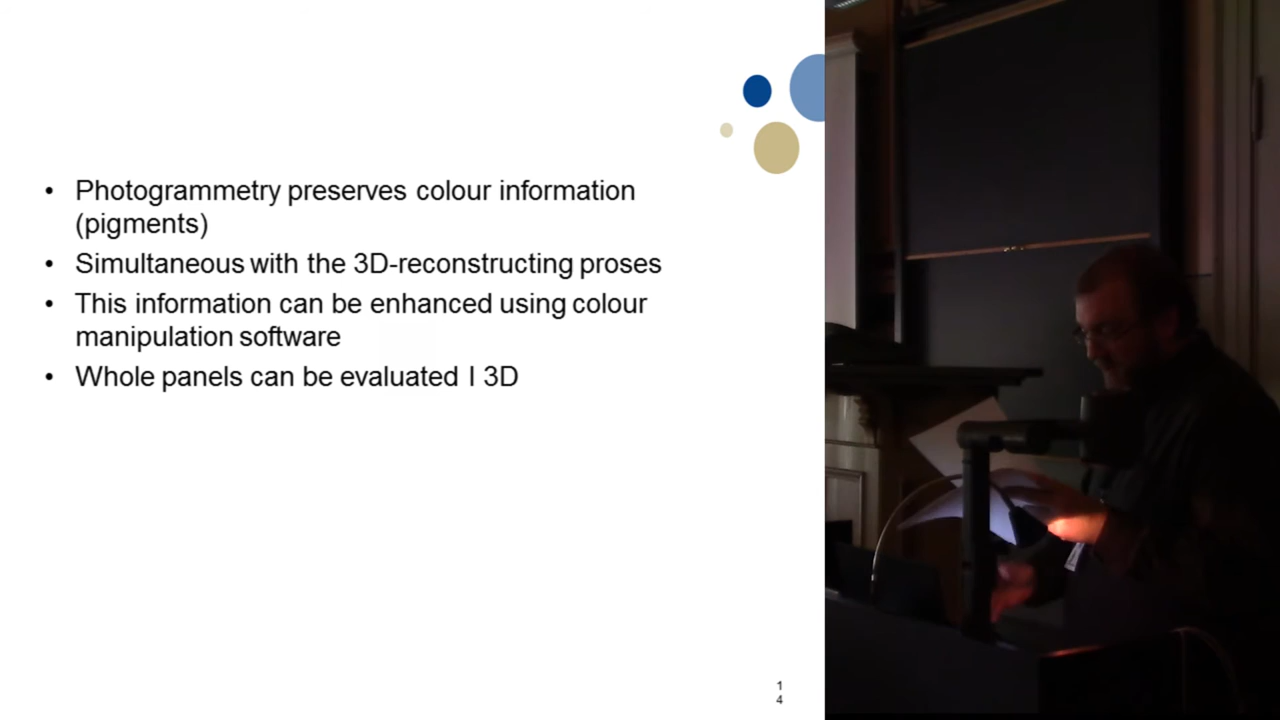 • Photogrammetry preserves colour information
(pigments)
• Simultaneous with the 3D-reconstructing proses
• This information can be enhanced using colour
manipulation software
• Whole panels can be evaluated I 3D
1
4